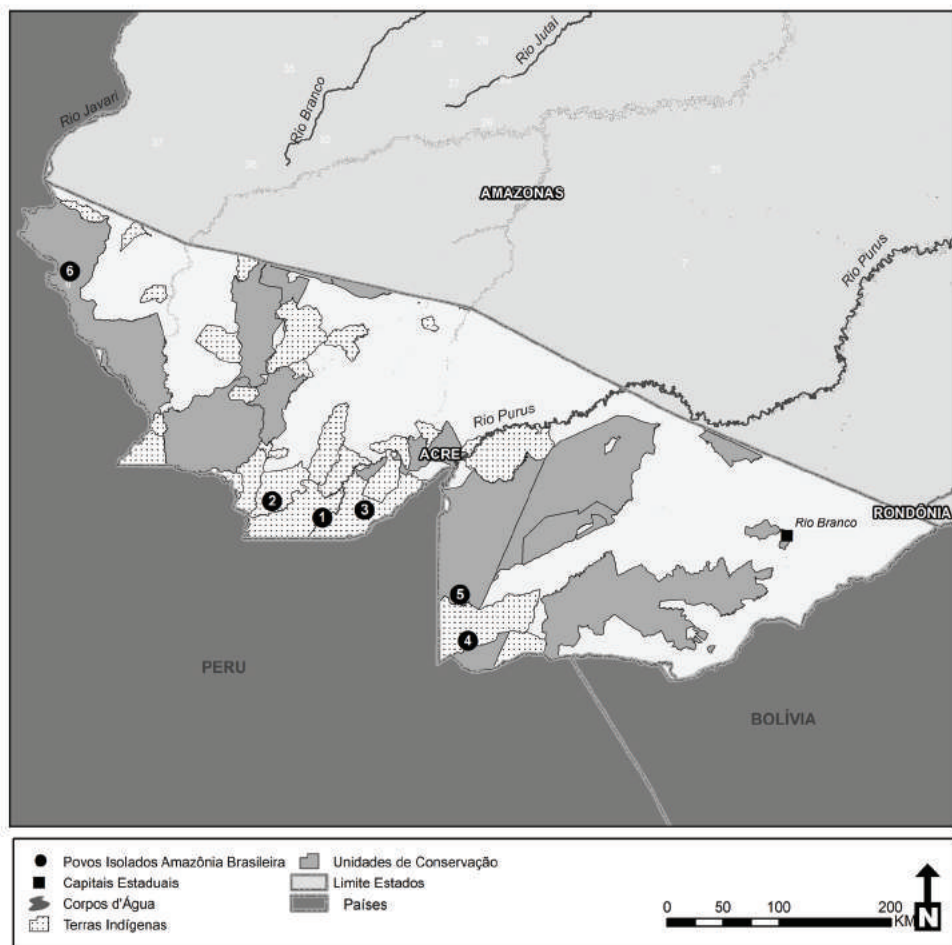 Rio Javari
Rio Branco
Rio Jutaí
AMAZONAS
Rio Purus
6
Rio Purus
ACRE
2
1
3
RONDÔNIA
Rio Branco
5
4
PERU
BOLÍVIA
Povos Isolados Amazônia Brasileira
Unidades de Conservação
Capitais Estaduais
Limite Estados
Corpos d'Água
Países
Terras Indígenas
0 50 100 200
KM
N